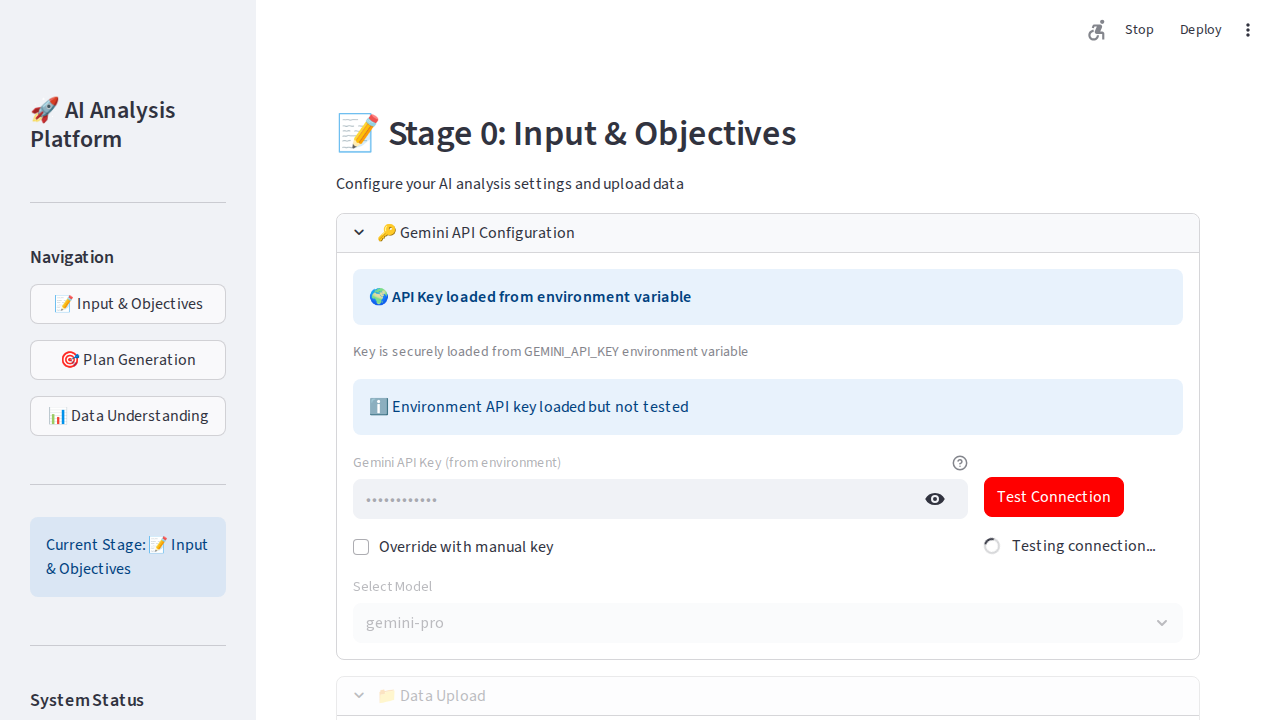 Stop
Deploy
🚀 AI Analysis
Platform
Navigation
📝 Input & Objectives
🎯 Plan Generation
📊 Data Understanding
Current Stage: 📝 Input
& Objectives
System Status
📝 Stage 0: Input & Objectives
Configure your AI analysis settings and upload data
🔑 Gemini API Configuration
🌍 API Key loaded from environment variable
Key is securely loaded from GEMINI_API_KEY environment variable
ℹ️ Environment API key loaded but not tested
Gemini API Key (from environment)
••••••••••••
Test Connection
Override with manual key
Testing connection...
Select Model
gemini-pro
📁 Data Upload